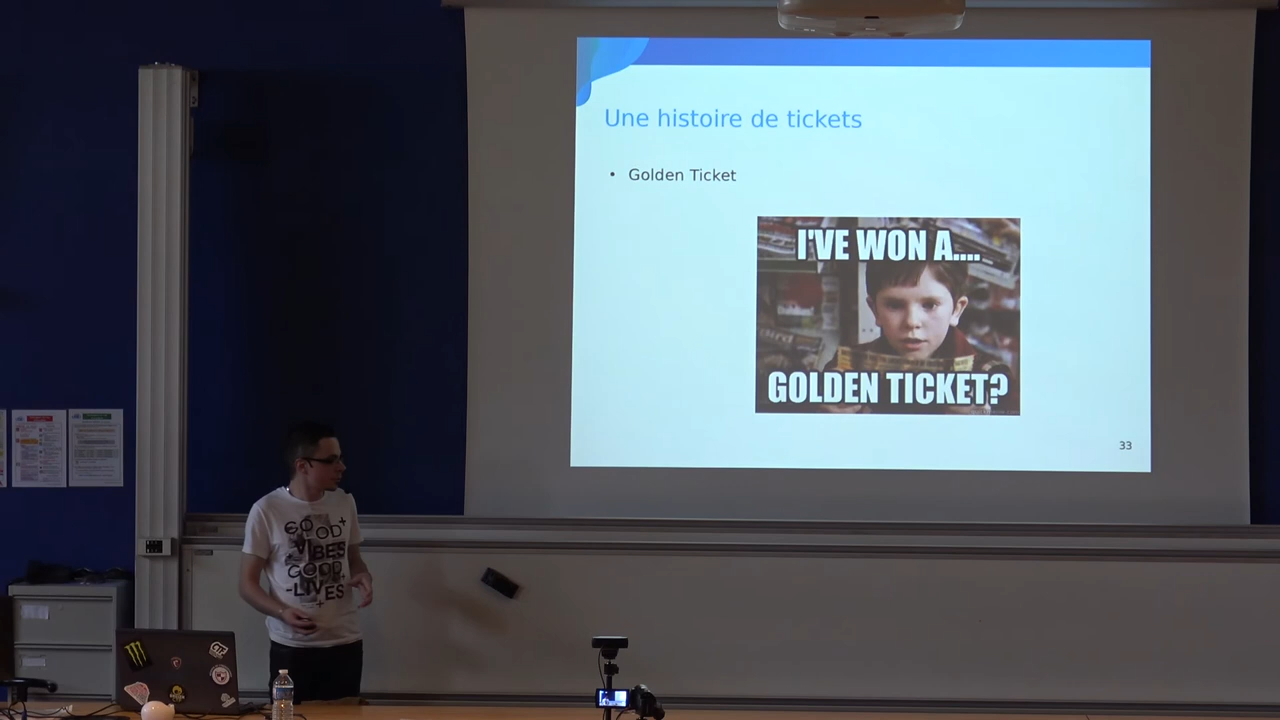 Une histoire de tickets
• Golden Ticket
I'VE WON A....
GOLDEN TICKET?
33
GOOD
VIBES
GOOD
-LIVES